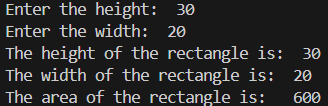 Enter the height:  30
Enter the width:  20
The height of the rectangle is:  30
The width of the rectangle is:  20
The area of the rectangle is:   600